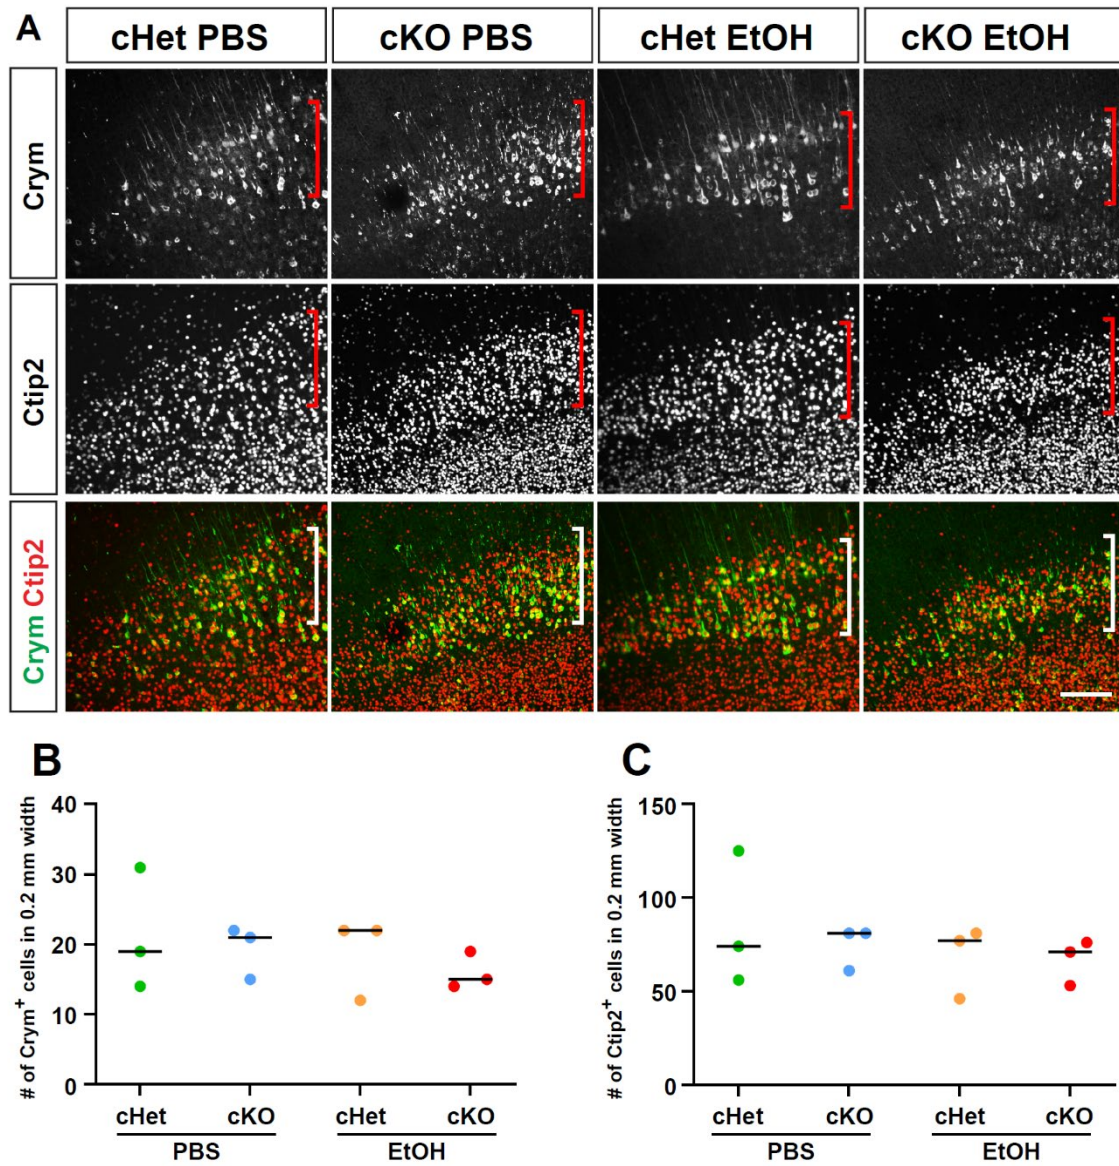 A
cHet PBS
cKO PBS
cHet EtOH
cKO EtOH
Crym
Ctip2
Crym Ctip2
B
# of Crym⁺ cells in 0.2 mm width
40
30
20
10
0
cHet
cKO
cHet
cKO
PBS
EtOH
C
# of Ctip2⁺ cells in 0.2 mm width
150
100
50
0
cHet
cKO
cHet
cKO
PBS
EtOH